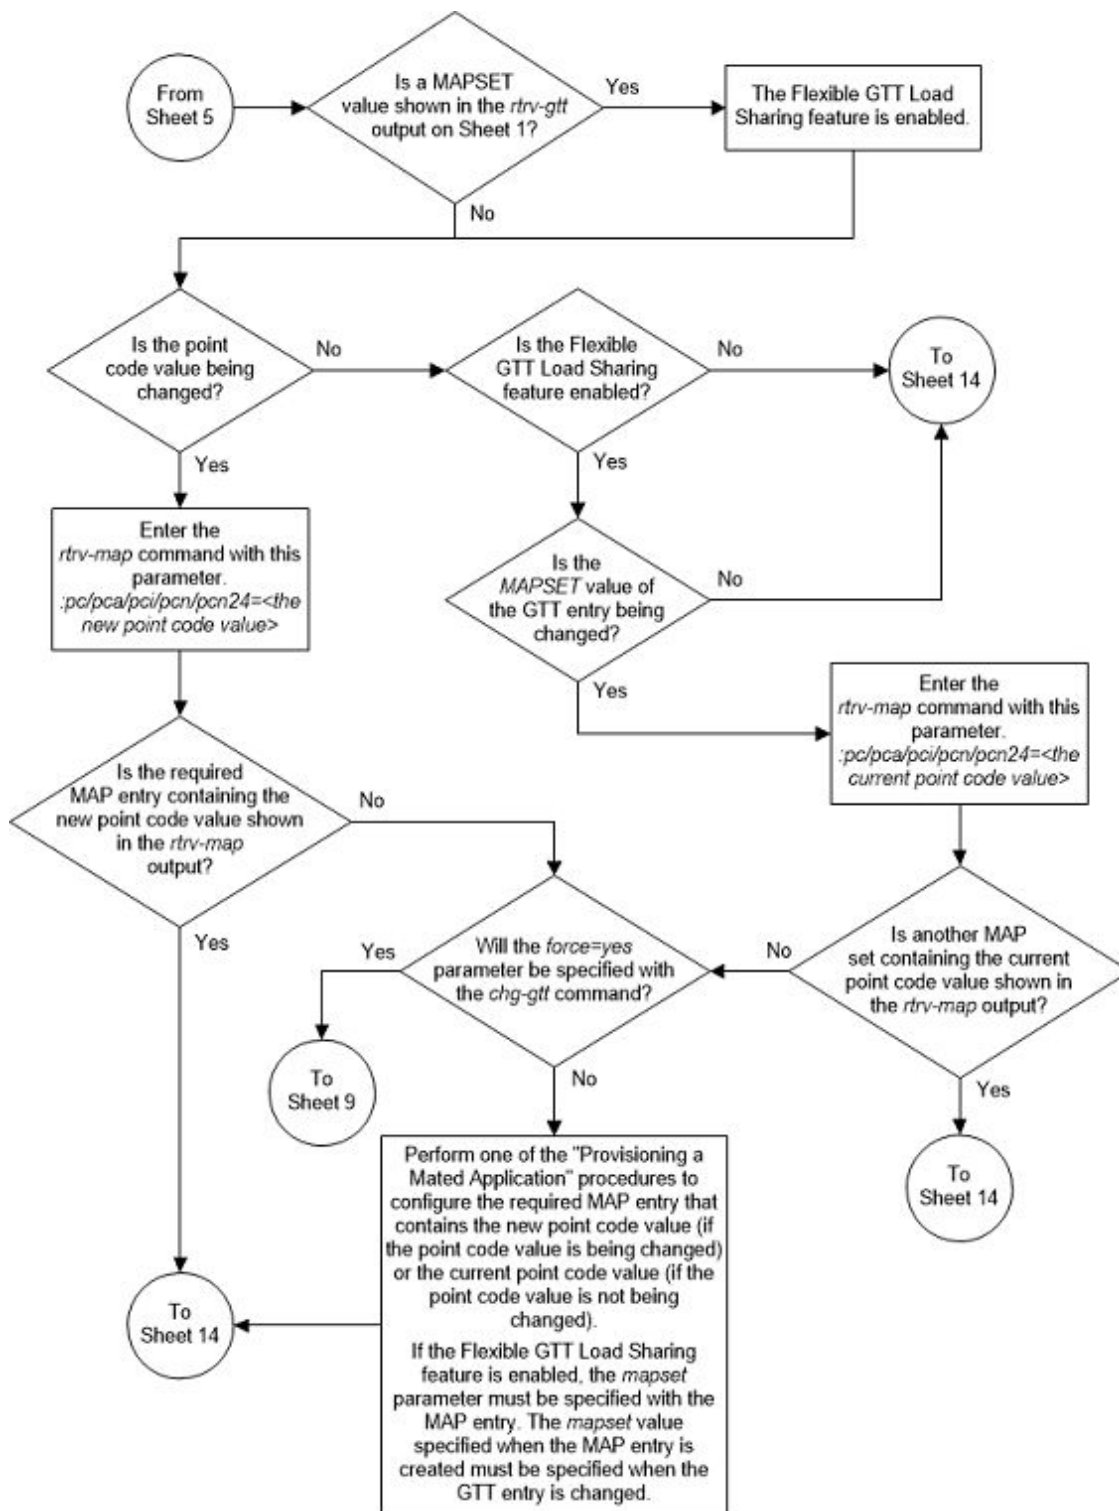 From
Sheet 5
Is a MAPSET
value shown in the rtrv-gtt
output on Sheet 1?
Yes
The Flexible GTT Load
Sharing feature is enabled.
No
Is the point
code value being
changed?
No
Is the Flexible
GTT Load Sharing
feature enabled?
No
To
Sheet 14
Yes
Yes
Enter the
rtrv-map command with this
parameter.
:pc/pca/pci/pcn/pcn24=<the
new point code value>
Is the
MAPSET value of
the GTT entry being
changed?
No
Yes
Enter the
rtrv-map command with this
parameter.
:pc/pca/pci/pcn/pcn24=<the
current point code value>
Is the required
MAP entry containing the
new point code value shown
in the rtrv-map
output?
No
Yes
Will the force=yes
parameter be specified with
the chg-gtt command?
Yes
No
Is another MAP
set containing the current
point code value shown in
the rtrv-map output?
No
Yes
To
Sheet 9
To
Sheet 14
Perform one of the "Provisioning a
Mated Application" procedures to
configure the required MAP entry that
contains the new point code value (if
the point code value is being changed)
or the current point code value (if the
point code value is not being
changed).
If the Flexible GTT Load Sharing
feature is enabled, the mapset
parameter must be specified with the
MAP entry. The mapset value
specified when the MAP entry is
created must be specified when the
GTT entry is changed.
To
Sheet 14